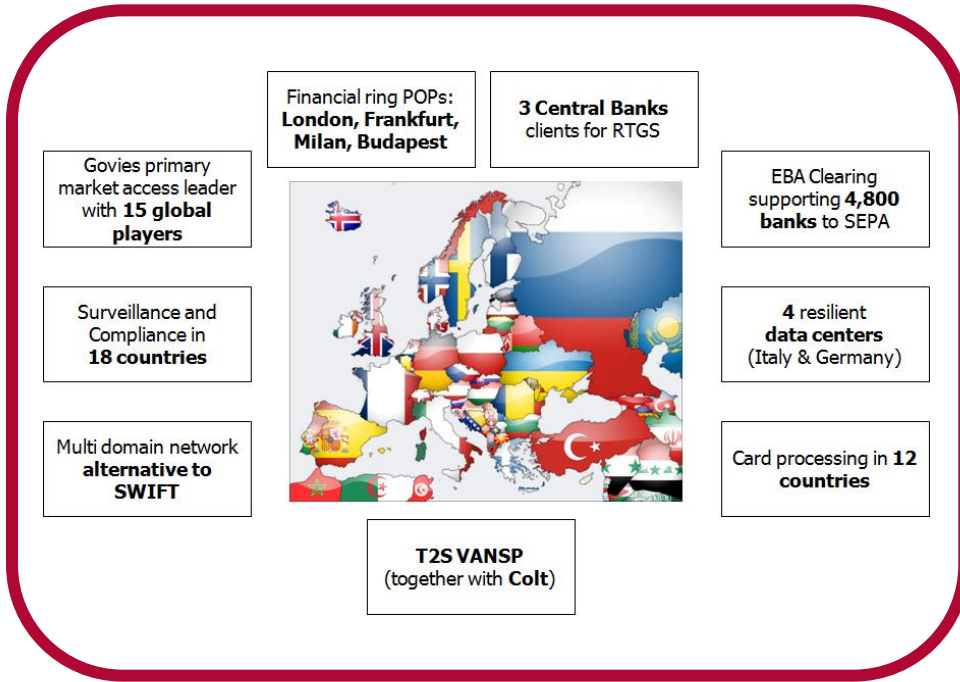 Financial ring POPs:
London, Frankfurt,
Milan, Budapest
3 Central Banks
clients for RTGS
Govies primary
market access leader
with 15 global
players
EBA Clearing
supporting 4,800
banks to SEPA
Surveillance and
Compliance in
18 countries
4 resilient
data centers
(Italy & Germany)
Multi domain network
alternative to
SWIFT
Card processing in 12
countries
T2S VANSP
(together with Colt)